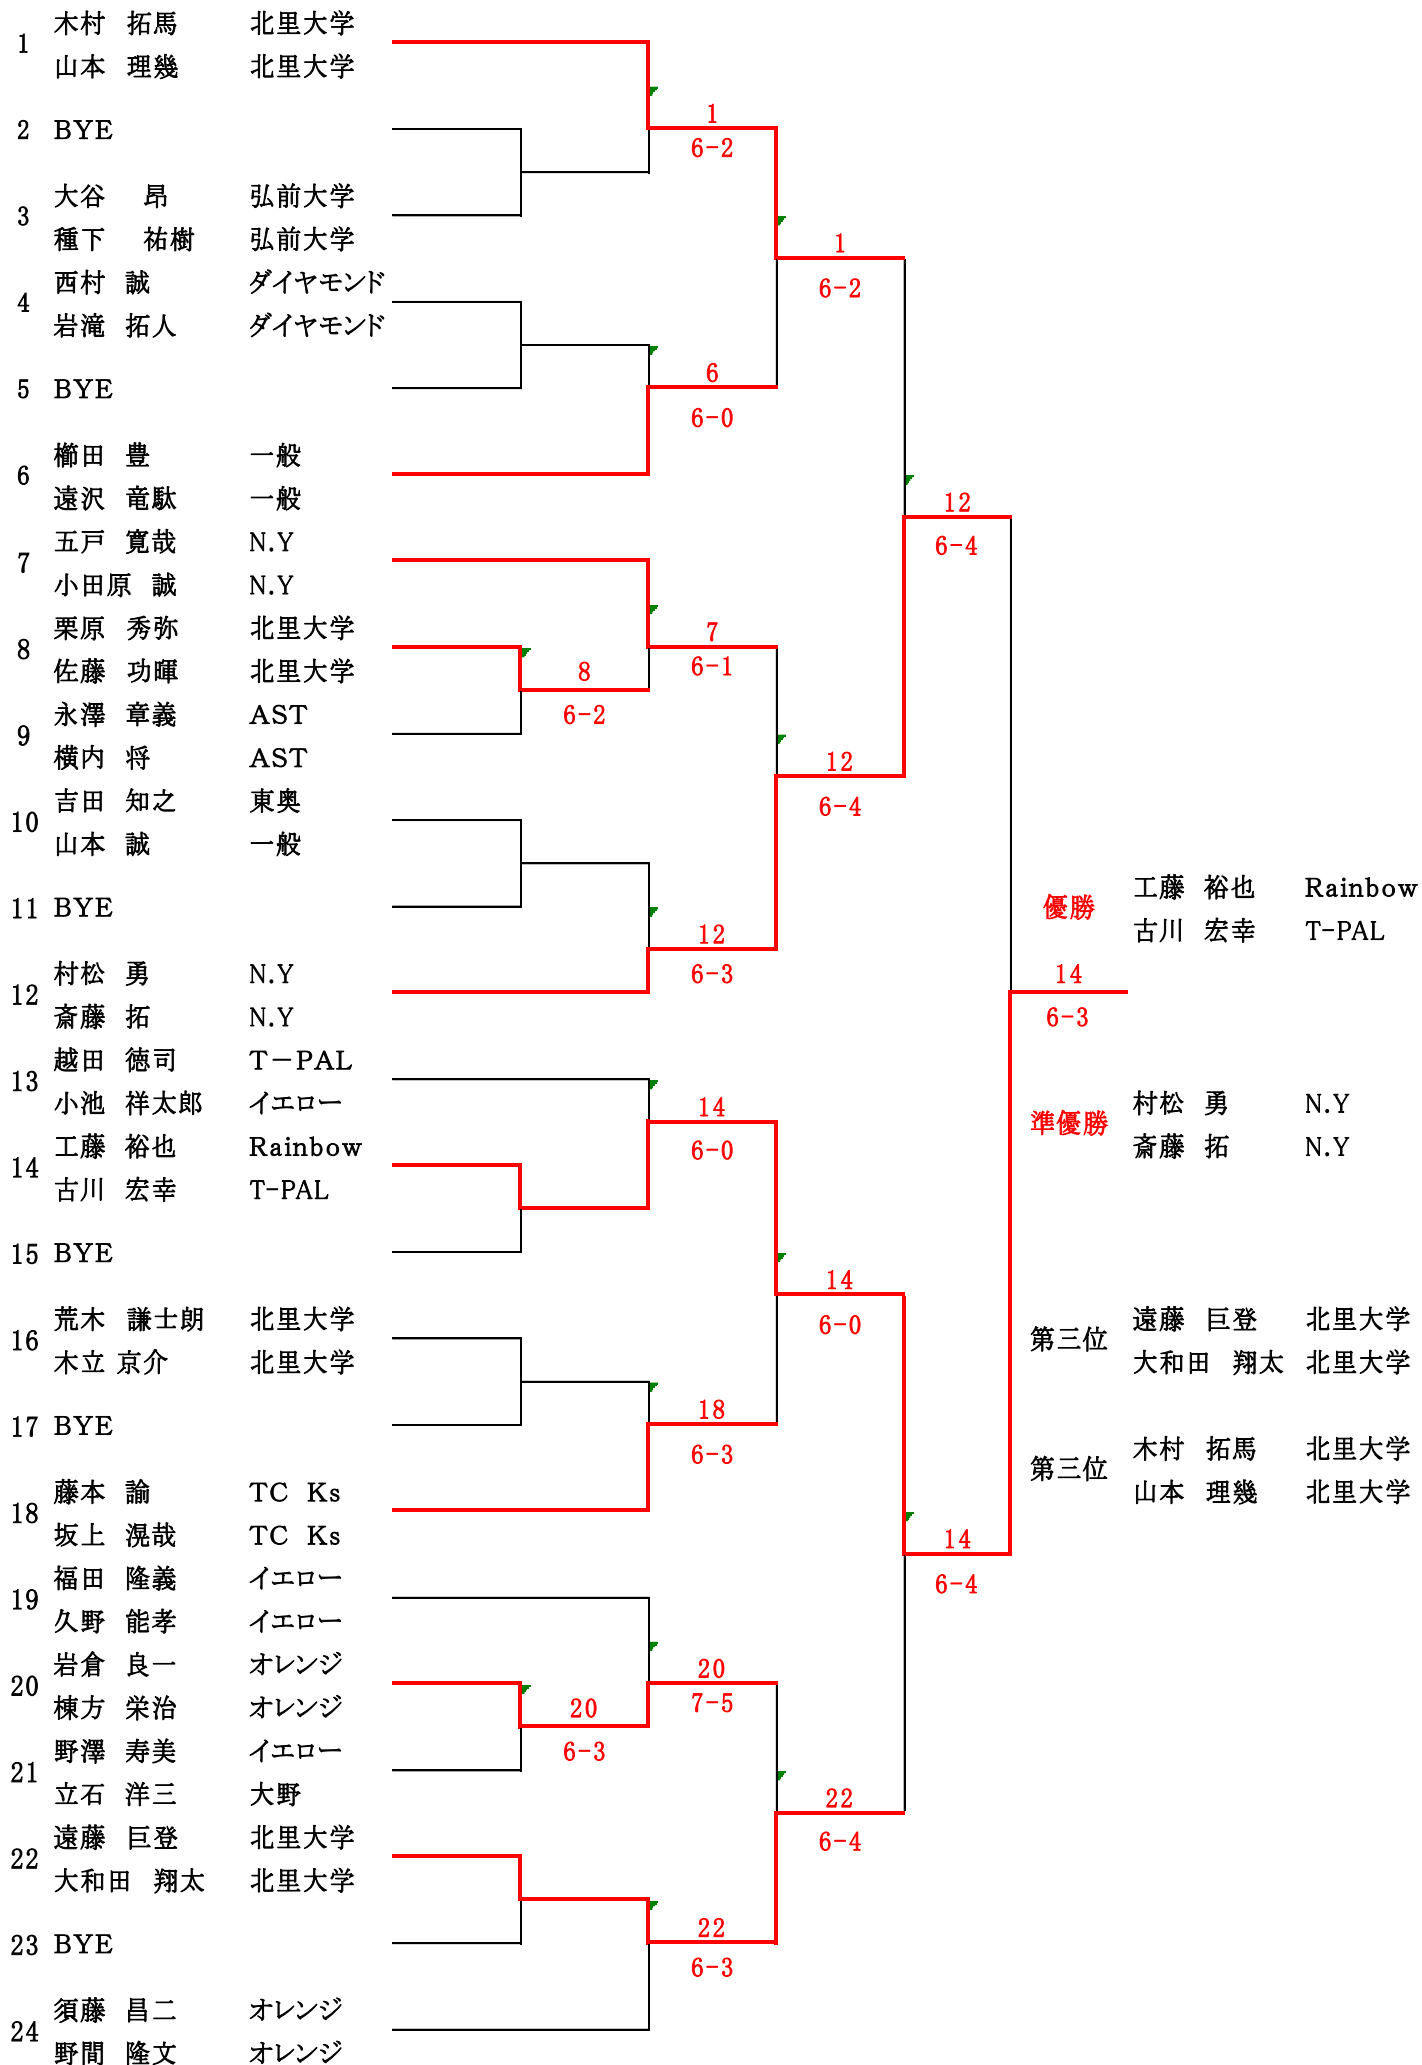 1 木村 拓馬 北里大学
山本 理幾 北里大学
2 BYE
3 大谷 昂 弘前大学
種下 祐樹 弘前大学
4 西村 誠 ダイヤモンド
岩滝 拓人 ダイヤモンド
5 BYE
6 櫛田 豊 一般
遠沢 竜駄 一般
7 五戸 寛哉 N.Y
小田原 誠 N.Y
8 栗原 秀弥 北里大学
佐藤 功暉 北里大学
9 永澤 章義 AST
横内 将 AST
10 吉田 知之 東奥
山本 誠 一般
11 BYE
12 村松 勇 N.Y
斎藤 拓 N.Y
13 越田 徳司 T－PAL
小池 祥太郎 イエロー
14 工藤 裕也 Rainbow
古川 宏幸 T-PAL
15 BYE
16 荒木 謙士朗 北里大学
木立 京介 北里大学
17 BYE
18 藤本 諭 TC Ks
坂上 滉哉 TC Ks
19 福田 隆義 イエロー
久野 能孝 イエロー
20 岩倉 良一 オレンジ
棟方 栄治 オレンジ
21 野澤 寿美 イエロー
立石 洋三 大野
22 遠藤 巨登 北里大学
大和田 翔太 北里大学
23 BYE
24 須藤 昌二 オレンジ
野間 隆文 オレンジ
8
6-2
20
6-3
1
6-2
6
6-0
7
6-1
12
6-3
14
6-0
18
6-3
20
7-5
22
6-3
1
6-2
12
6-4
14
6-0
22
6-4
12
6-4
14
6-4
14
6-3
優勝 工藤 裕也 Rainbow
古川 宏幸 T-PAL
準優勝 村松 勇 N.Y
斎藤 拓 N.Y
第三位 遠藤 巨登 北里大学
大和田 翔太 北里大学
第三位 木村 拓馬 北里大学
山本 理幾 北里大学